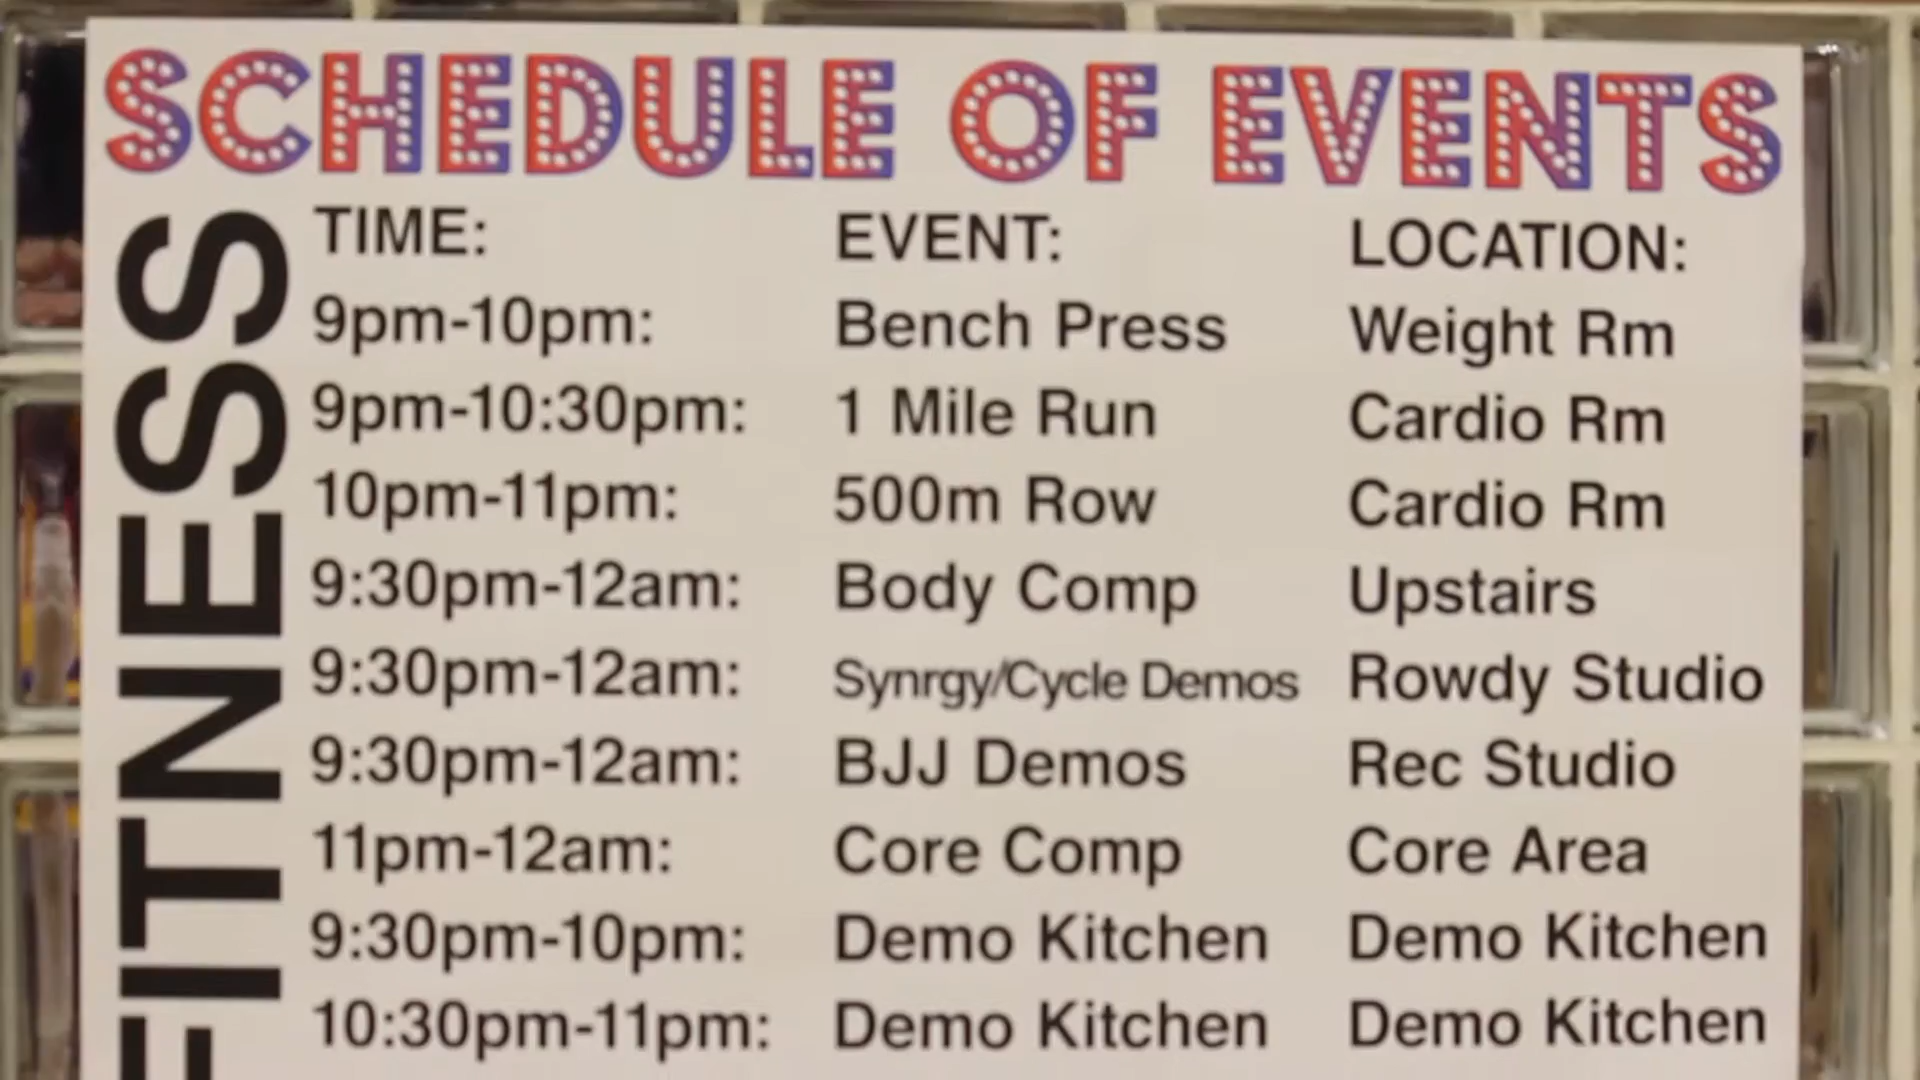 SCHEDULE OF EVENTS
FITNESS
TIME: EVENT: LOCATION:
9pm-10pm: Bench Press Weight Rm
9pm-10:30pm: 1 Mile Run Cardio Rm
10pm-11pm: 500m Row Cardio Rm
9:30pm-12am: Body Comp Upstairs
9:30pm-12am: Synrgy/Cycle Demos Rowdy Studio
9:30pm-12am: BJJ Demos Rec Studio
11pm-12am: Core Comp Core Area
9:30pm-10pm: Demo Kitchen Demo Kitchen
10:30pm-11pm: Demo Kitchen Demo Kitchen